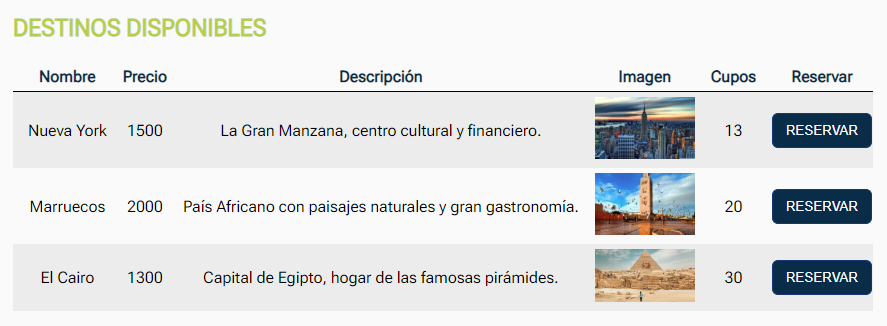 DESTINOS DISPONIBLES
Nombre Precio Descripción Imagen Cupos Reservar
Nueva York 1500 La Gran Manzana, centro cultural y financiero. 13 RESERVAR
Marruecos 2000 País Africano con paisajes naturales y gran gastronomía. 20 RESERVAR
El Cairo 1300 Capital de Egipto, hogar de las famosas pirámides. 30 RESERVAR